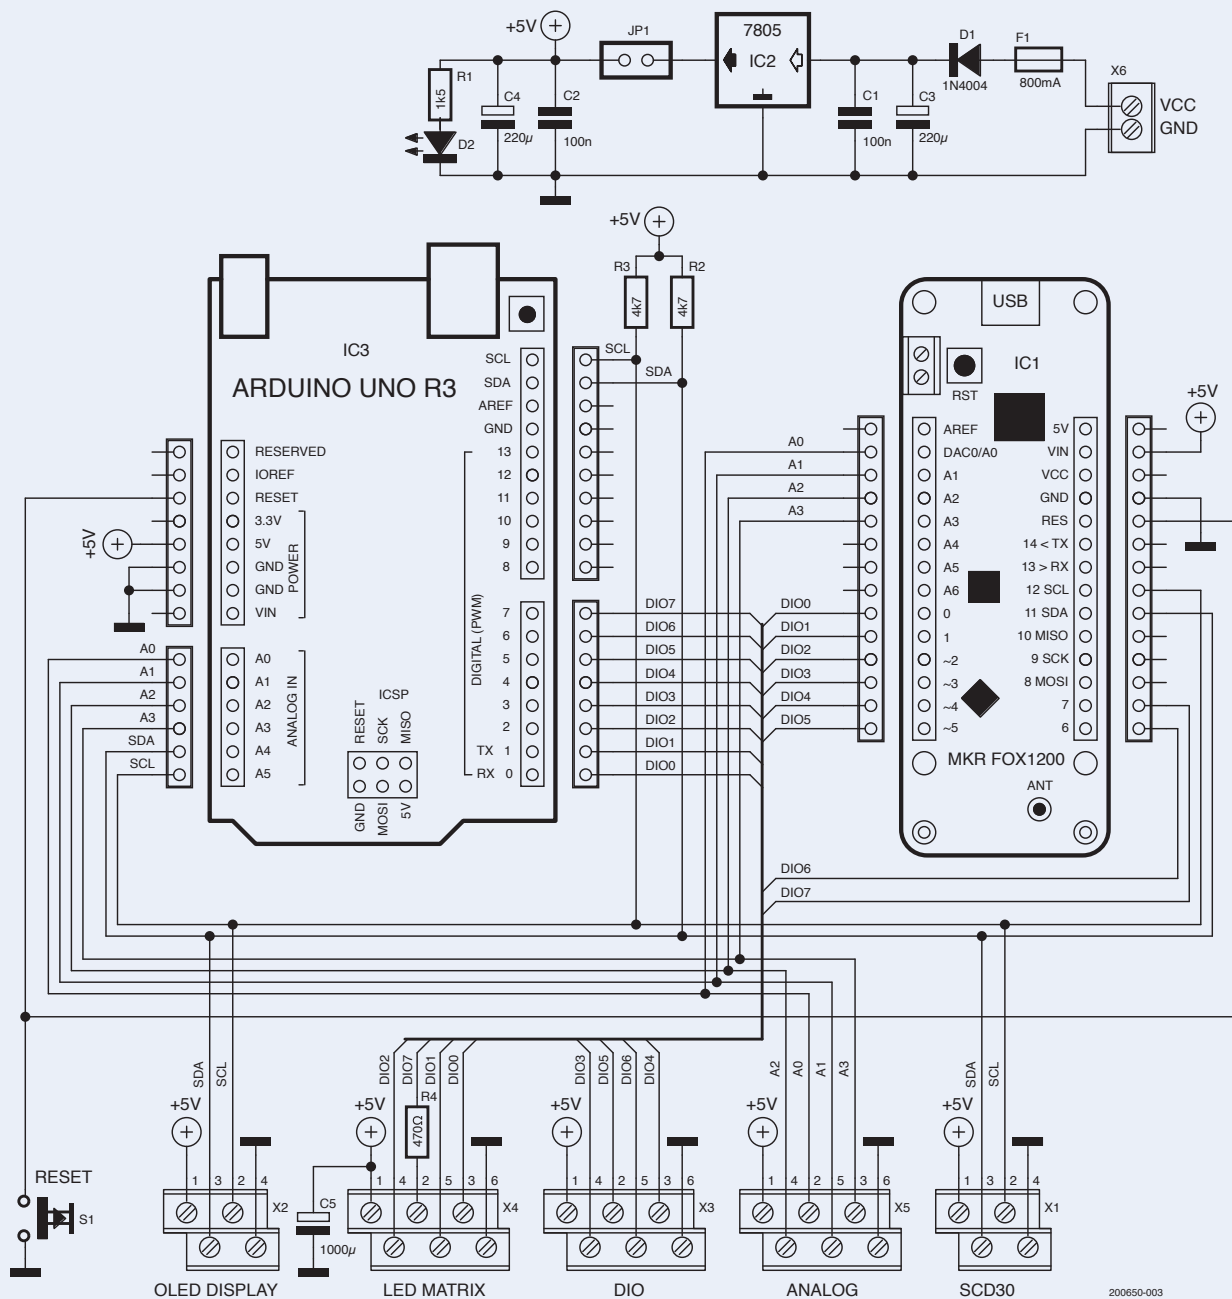 +5V
JP1
7805
IC2
D1
1N4004
F1
800mA
X6
VCC
GND
R1
1k5
D2
C4
220µ
C2
100n
C1
100n
C3
220µ
+5V
R3
4k7
R2
4k7
SCL
SDA
IC3
ARDUINO UNO R3
SCL
SDA
AREF
GND
13
12
11
10
9
8
7
6
5
4
3
2
TX 1
RX 0
DIGITAL (PWM)
RESERVED
IOREF
RESET
3.3V
5V
GND
GND
VIN
POWER
+5V
A0
A1
A2
A3
SDA
SCL
A0
A1
A2
A3
A4
A5
ANALOG IN
ICSP
RESET
SCK
MISO
GND
MOSI
5V
DIO7
DIO6
DIO5
DIO4
DIO3
DIO2
DIO1
DIO0
A0
A1
A2
A3
DIO0
DIO1
DIO2
DIO3
DIO4
DIO5
USB
IC1
RST
AREF
DAC0/A0
A1
A2
A3
A4
A5
A6
0
1
~2
~3
~4
~5
5V
VIN
VCC
GND
RES
14 < TX
13 > RX
12 SCL
11 SDA
10 MISO
9 SCK
8 MOSI
7
6
MKR FOX1200
ANT
+5V
DIO6
DIO7
SDA
SCL
DIO2
DIO7
DIO1
DIO0
R4
470Ω
DIO3
DIO5
DIO6
DIO4
A2
A0
A1
A3
SDA
SCL
+5V
+5V
+5V
+5V
+5V
RESET
S1
1 3 2 4
X2
C5
1000µ
1 4 2 5 3 6
X4
1 4 5 2 3 6
X3
1 4 2 5 3 6
X5
1 3 2 4
X1
OLED DISPLAY
LED MATRIX
DIO
ANALOG
SCD30
200650-003